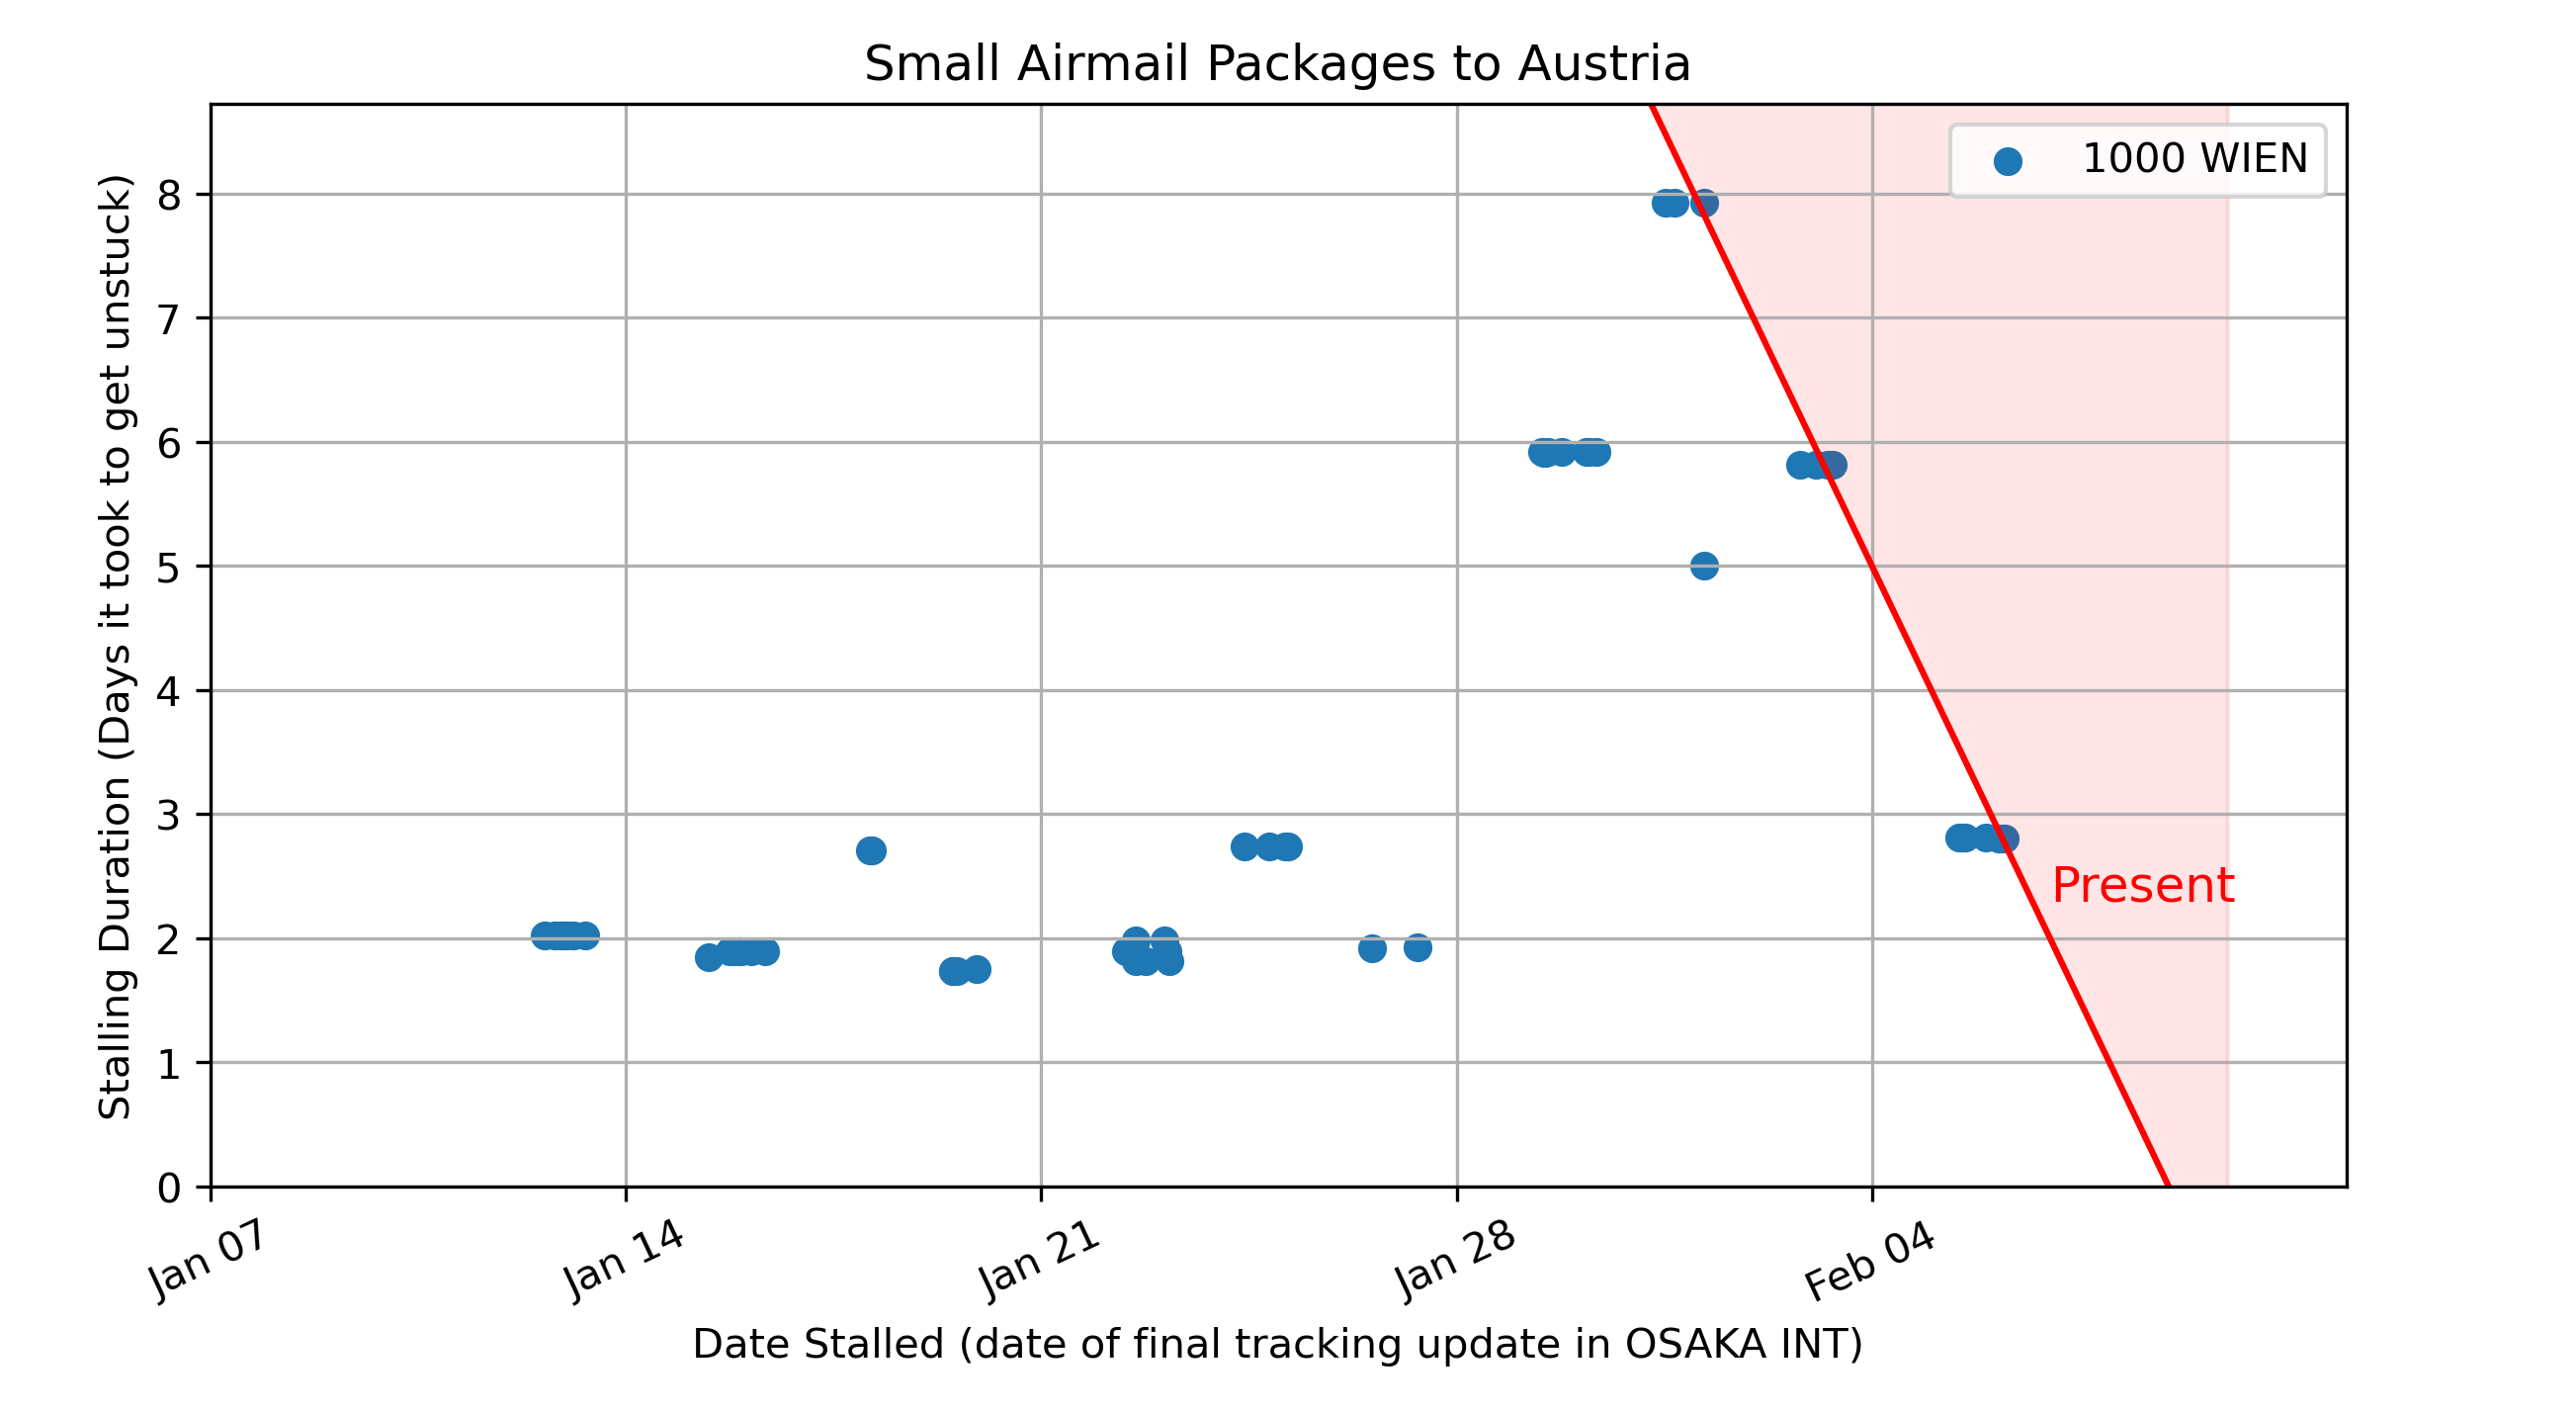 Small Airmail Packages to Austria
1000 WIEN
Stalling Duration (Days it took to get unstuck)
8
7
6
5
4
3
2
1
0
Present
Jan 07
Jan 14
Jan 21
Jan 28
Feb 04
Date Stalled (date of final tracking update in OSAKA INT)